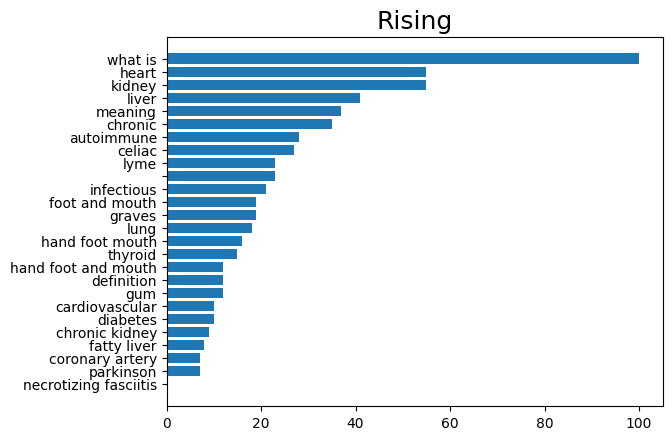 Rising
what is
heart
kidney
liver
meaning
chronic
autoimmune
celiac
lyme
infectious
foot and mouth
graves
lung
hand foot mouth
thyroid
hand foot and mouth
definition
gum
cardiovascular
diabetes
chronic kidney
fatty liver
coronary artery
parkinson
necrotizing fasciitis
0 20 40 60 80 100